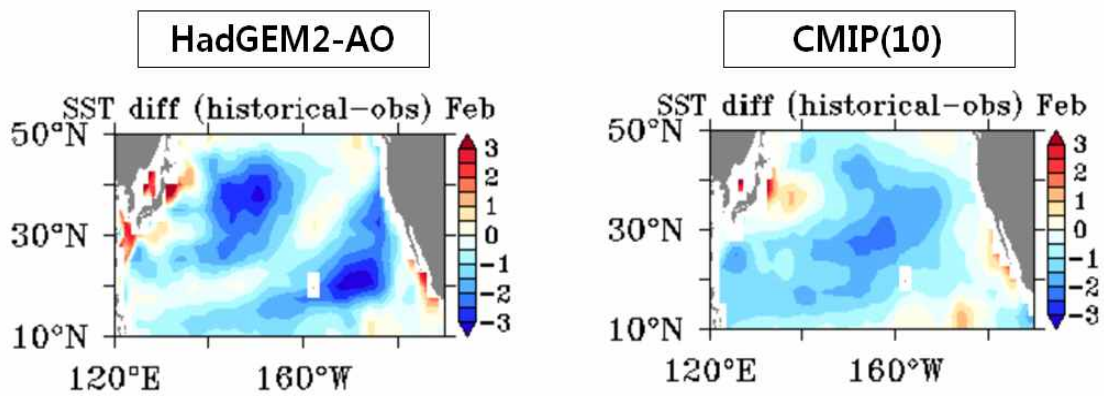 HadGEM2-AO
SST diff (historical-obs) Feb
50°N
30°N
10°N
120°E
160°W
3
2
1
0
-1
-2
-3
CMIP(10)
SST diff (historical-obs) Feb
50°N
30°N
10°N
120°E
160°W
3
2
1
0
-1
-2
-3